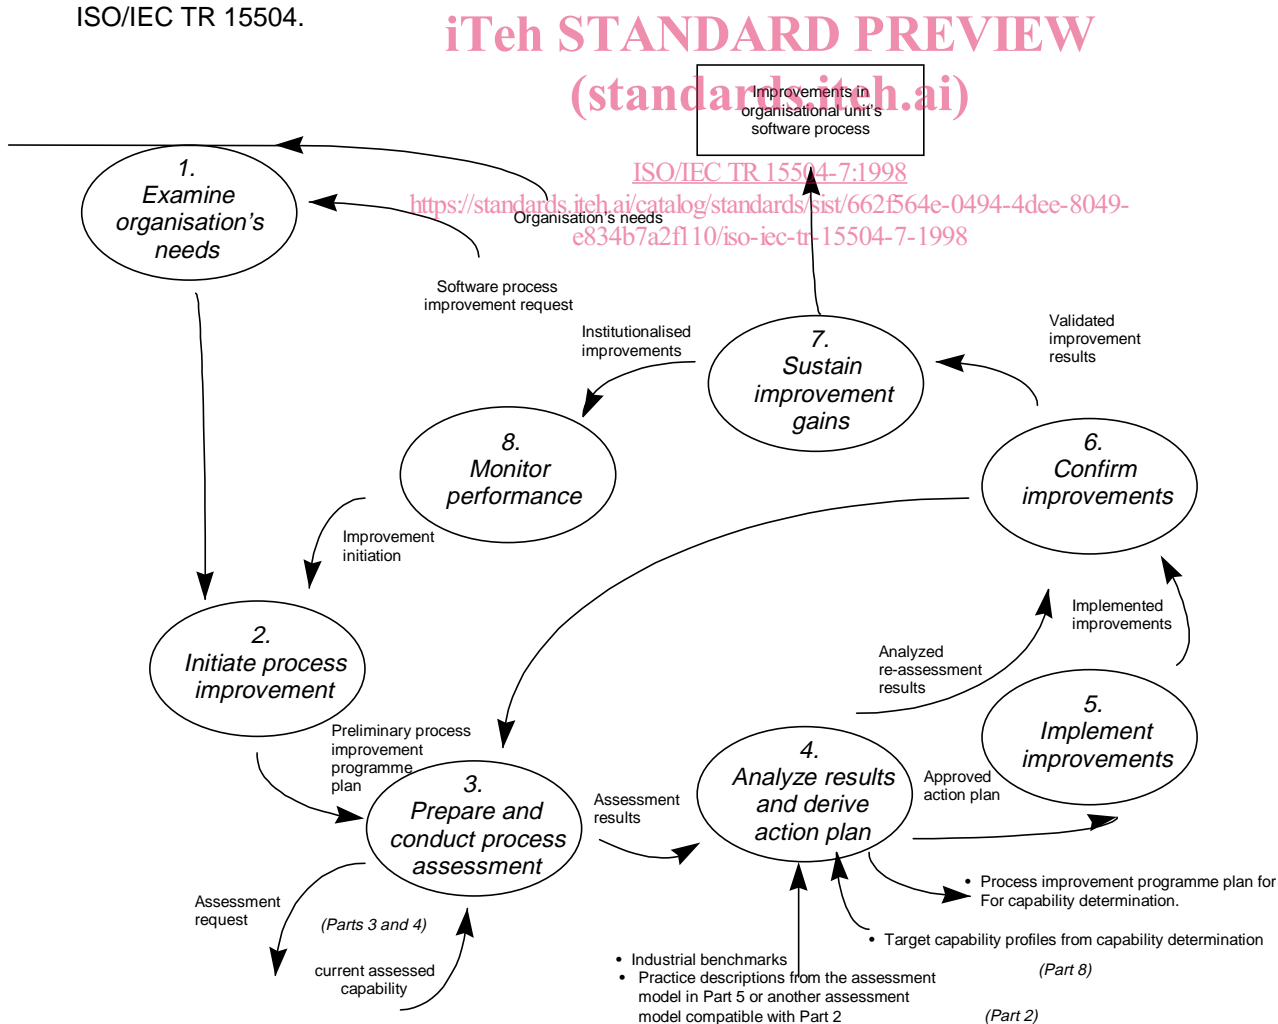 ISO/IEC TR 15504.
iTeh STANDARD PREVIEW
(standards.iteh.ai)
Improvements in
organisational unit's
software process
ISO/IEC TR 15504-7:1998
https://standards.iteh.ai/catalog/standards/sist/662f564e-0494-4dee-8049-
e834b7a2f110/iso-iec-tr-15504-7-1998
1.
Examine
organisation's
needs
Organisation's needs
Software process
improvement request
Institutionalised
improvements
7.
Sustain
improvement
gains
Validated
improvement
results
8.
Monitor
performance
6.
Confirm
improvements
Improvement
initiation
2.
Initiate process
improvement
Implemented
improvements
Analyzed
re-assessment
results
5.
Implement
improvements
Preliminary process
improvement
programme
plan
3.
Prepare and
conduct process
assessment
Assessment
results
4.
Analyze results
and derive
action plan
Approved
action plan
Assessment
request
(Parts 3 and 4)
current assessed
capability
• Process improvement programme plan for
For capability determination.
• Target capability profiles from capability determination
(Part 8)
• Industrial benchmarks
• Practice descriptions from the assessment
model in Part 5 or another assessment
model compatible with Part 2
(Part 2)